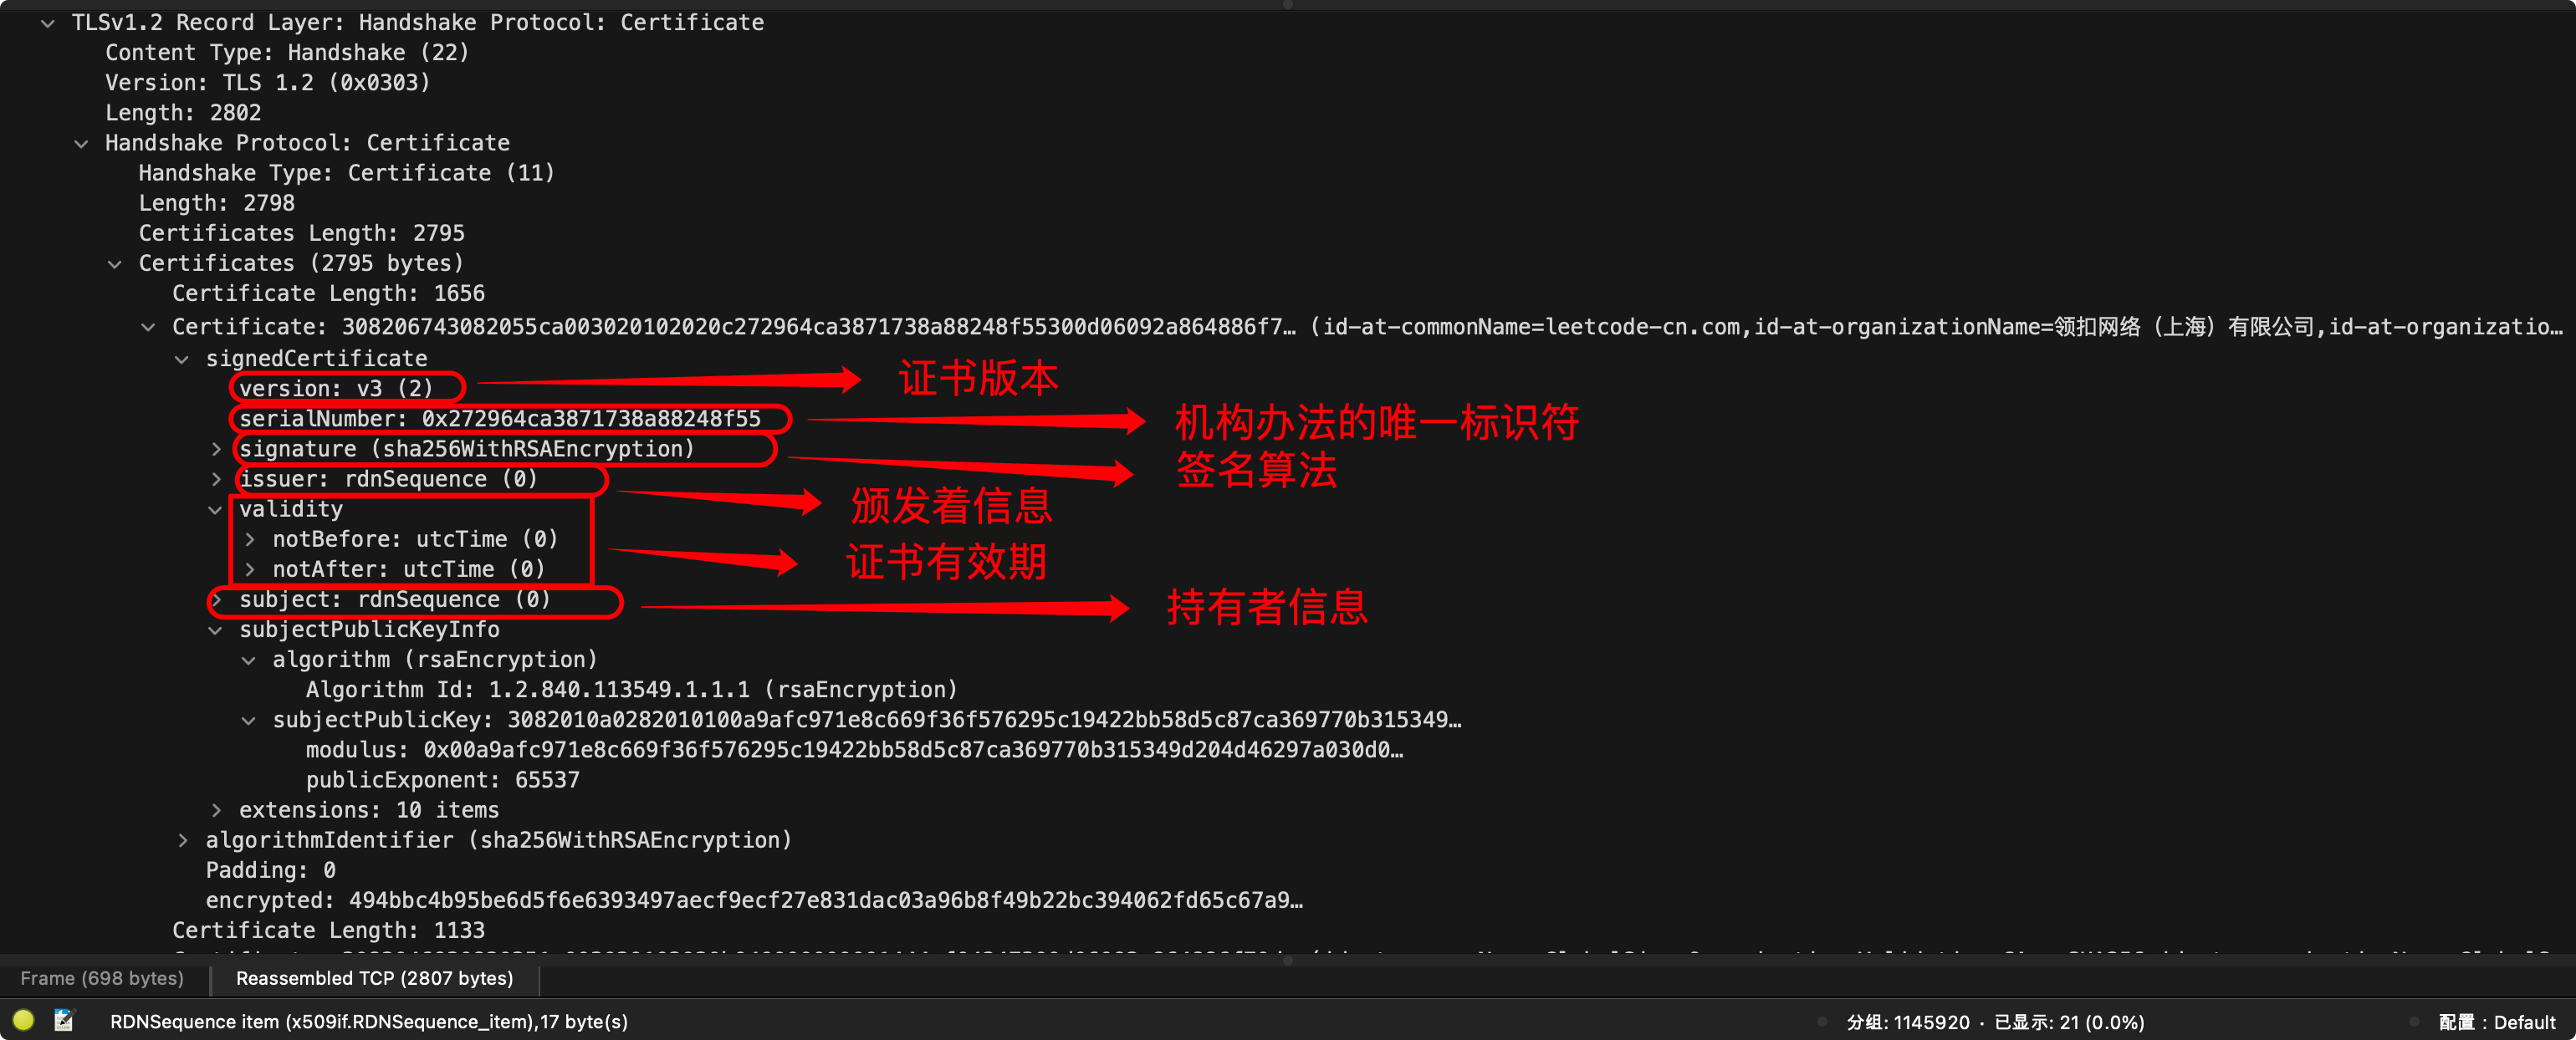 TLSv1.2 Record Layer: Handshake Protocol: Certificate
Content Type: Handshake (22)
Version: TLS 1.2 (0x0303)
Length: 2802
Handshake Protocol: Certificate
Handshake Type: Certificate (11)
Length: 2798
Certificates Length: 2795
Certificates (2795 bytes)
Certificate Length: 1656
Certificate: 308206743082055ca003020102020c272964ca3871738a88248f55300d06092a864886f7… (id-at-commonName=leetcode-cn.com,id-at-organizationName=领扣网络（上海）有限公司,id-at-organizatio…
signedCertificate
version: v3 (2) 证书版本
serialNumber: 0x272964ca3871738a88248f55 机构办法的唯一标识符
signature (sha256WithRSAEncryption) 签名算法
issuer: rdnSequence (0) 颁发着信息
validity
notBefore: utcTime (0) 证书有效期
notAfter: utcTime (0)
subject: rdnSequence (0) 持有者信息
subjectPublicKeyInfo
algorithm (rsaEncryption)
Algorithm Id: 1.2.840.113549.1.1.1 (rsaEncryption)
subjectPublicKey: 3082010a0282010100a9afc971e8c669f36f576295c19422bb58d5c87ca369770b315349…
modulus: 0x00a9afc971e8c669f36f576295c19422bb58d5c87ca369770b315349d204d46297a030d0…
publicExponent: 65537
extensions: 10 items
algorithmIdentifier (sha256WithRSAEncryption)
Padding: 0
encrypted: 494bbc4b95be6d5f6e6393497aecf9ecf27e831dac03a96b8f49b22bc394062fd65c67a9…
Certificate Length: 1133
Frame (698 bytes) Reassembled TCP (2807 bytes)
RDNSequence item (x509if.RDNSequence_item),17 byte(s) 分组: 1145920 · 已显示: 21 (0.0%) 配置：Default